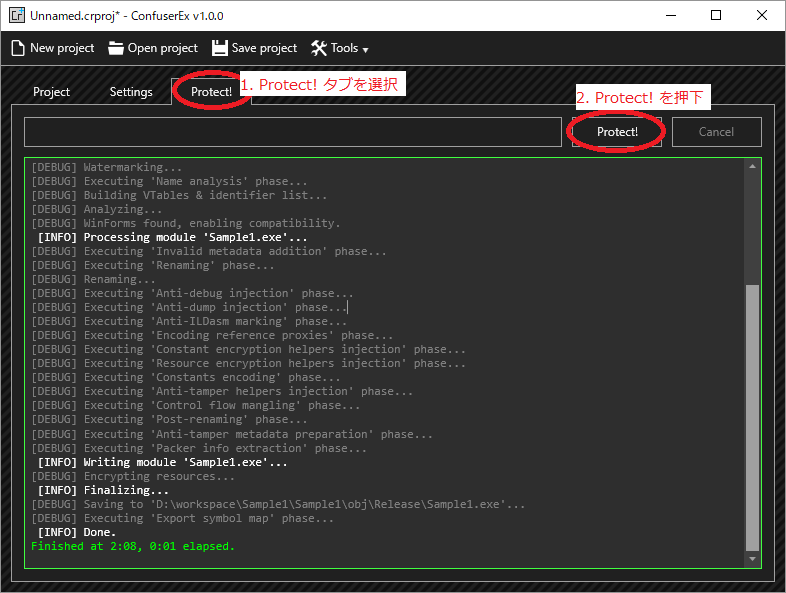 Unnamed.crproj* - ConfuserEx v1.0.0
New project Open project Save project Tools
Project Settings Protect! 1. Protect! タブを選択
2. Protect! を押下
Protect! Cancel
[DEBUG] Watermarking...
[DEBUG] Executing 'Name analysis' phase...
[DEBUG] Building VTables & identifier list...
[DEBUG] Analyzing...
[DEBUG] WinForms found, enabling compatibility.
[INFO] Processing module 'Sample1.exe'...
[DEBUG] Executing 'Invalid metadata addition' phase...
[DEBUG] Executing 'Renaming' phase...
[DEBUG] Renaming...
[DEBUG] Executing 'Anti-debug injection' phase...
[DEBUG] Executing 'Anti-dump injection' phase...
[DEBUG] Executing 'Anti-ILDasm marking' phase...
[DEBUG] Executing 'Encoding reference proxies' phase...
[DEBUG] Executing 'Constant encryption helpers injection' phase...
[DEBUG] Executing 'Resource encryption helpers injection' phase...
[DEBUG] Executing 'Constants encoding' phase...
[DEBUG] Executing 'Anti-tamper helpers injection' phase...
[DEBUG] Executing 'Control flow mangling' phase...
[DEBUG] Executing 'Post-renaming' phase...
[DEBUG] Executing 'Anti-tamper metadata preparation' phase...
[DEBUG] Executing 'Packer info extraction' phase...
[INFO] Writing module 'Sample1.exe'...
[DEBUG] Encrypting resources...
[INFO] Finalizing...
[DEBUG] Saving to 'D:\workspace\Sample1\Sample1\obj\Release\Sample1.exe'...
[DEBUG] Executing 'Export symbol map' phase...
[INFO] Done.
Finished at 2:08, 0:01 elapsed.